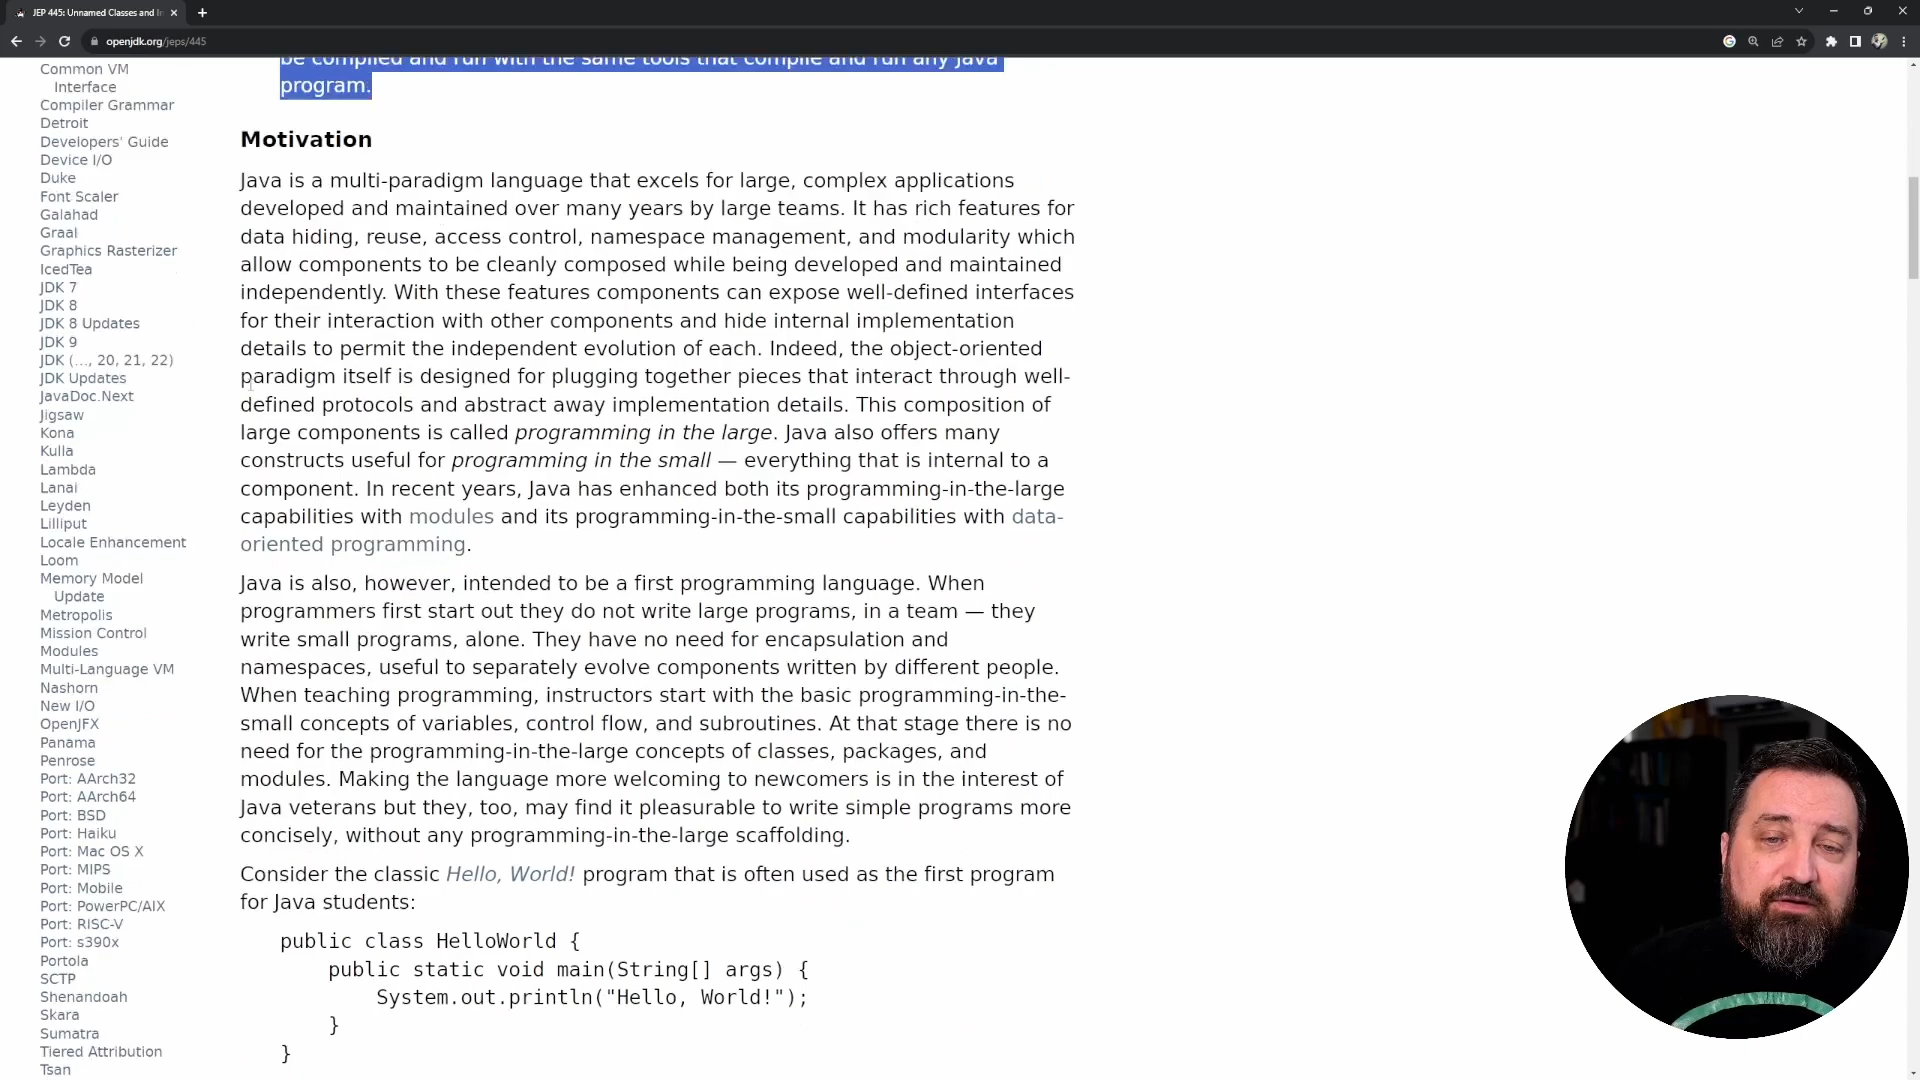 JEP 445: Unnamed Classes and In
openjdk.org/jeps/445
Common VM
Interface
Compiler Grammar
Detroit
Developers' Guide
Device I/O
Duke
Font Scaler
Galahad
Graal
Graphics Rasterizer
IcedTea
JDK 7
JDK 8
JDK 8 Updates
JDK 9
JDK (…, 20, 21, 22)
JDK Updates
JavaDoc.Next
Jigsaw
Kona
Kulla
Lambda
Lanai
Leyden
Lilliput
Locale Enhancement
Loom
Memory Model
Update
Metropolis
Mission Control
Modules
Multi-Language VM
Nashorn
New I/O
OpenJFX
Panama
Penrose
Port: AArch32
Port: AArch64
Port: BSD
Port: Haiku
Port: Mac OS X
Port: MIPS
Port: Mobile
Port: PowerPC/AIX
Port: RISC-V
Port: s390x
Portola
SCTP
Shenandoah
Skara
Sumatra
Tiered Attribution
Tsan
be compiled and run with the same tools that compile and run any Java
program.
Motivation
Java is a multi-paradigm language that excels for large, complex applications
developed and maintained over many years by large teams. It has rich features for
data hiding, reuse, access control, namespace management, and modularity which
allow components to be cleanly composed while being developed and maintained
independently. With these features components can expose well-defined interfaces
for their interaction with other components and hide internal implementation
details to permit the independent evolution of each. Indeed, the object-oriented
paradigm itself is designed for plugging together pieces that interact through well-
defined protocols and abstract away implementation details. This composition of
large components is called programming in the large. Java also offers many
constructs useful for programming in the small — everything that is internal to a
component. In recent years, Java has enhanced both its programming-in-the-large
capabilities with modules and its programming-in-the-small capabilities with data-
oriented programming.
Java is also, however, intended to be a first programming language. When
programmers first start out they do not write large programs, in a team — they
write small programs, alone. They have no need for encapsulation and
namespaces, useful to separately evolve components written by different people.
When teaching programming, instructors start with the basic programming-in-the-
small concepts of variables, control flow, and subroutines. At that stage there is no
need for the programming-in-the-large concepts of classes, packages, and
modules. Making the language more welcoming to newcomers is in the interest of
Java veterans but they, too, may find it pleasurable to write simple programs more
concisely, without any programming-in-the-large scaffolding.
Consider the classic Hello, World! program that is often used as the first program
for Java students:
public class HelloWorld {
    public static void main(String[] args) {
        System.out.println("Hello, World!");
    }
}